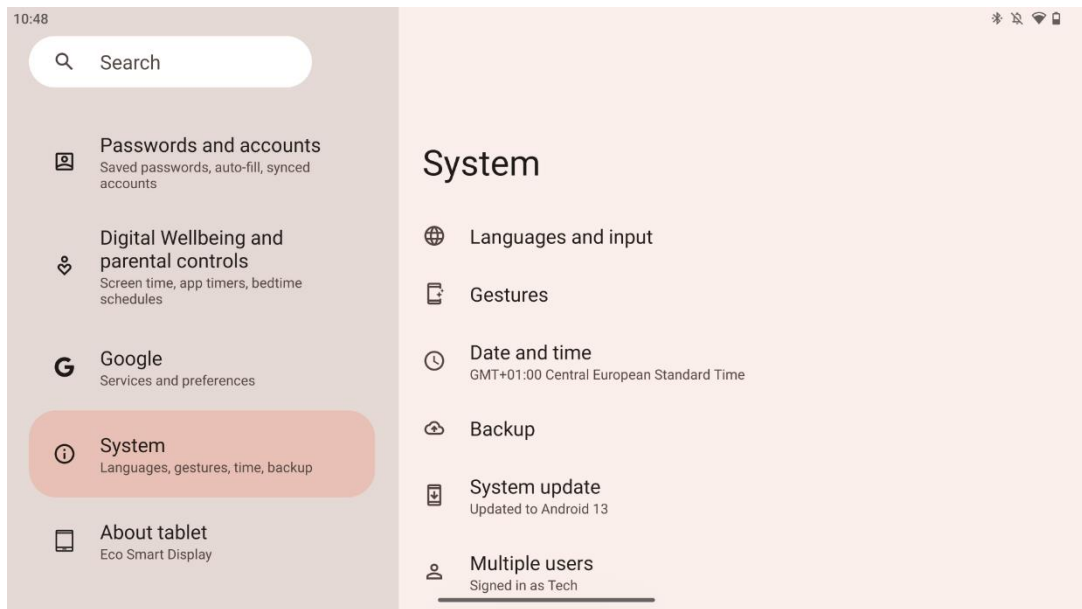 10:48
Search
Passwords and accounts
Saved passwords, auto-fill, synced
accounts
Digital Wellbeing and
parental controls
Screen time, app timers, bedtime
schedules
Google
Services and preferences
System
Languages, gestures, time, backup
About tablet
Eco Smart Display
System
Languages and input
Gestures
Date and time
GMT+01:00 Central European Standard Time
Backup
System update
Updated to Android 13
Multiple users
Signed in as Tech